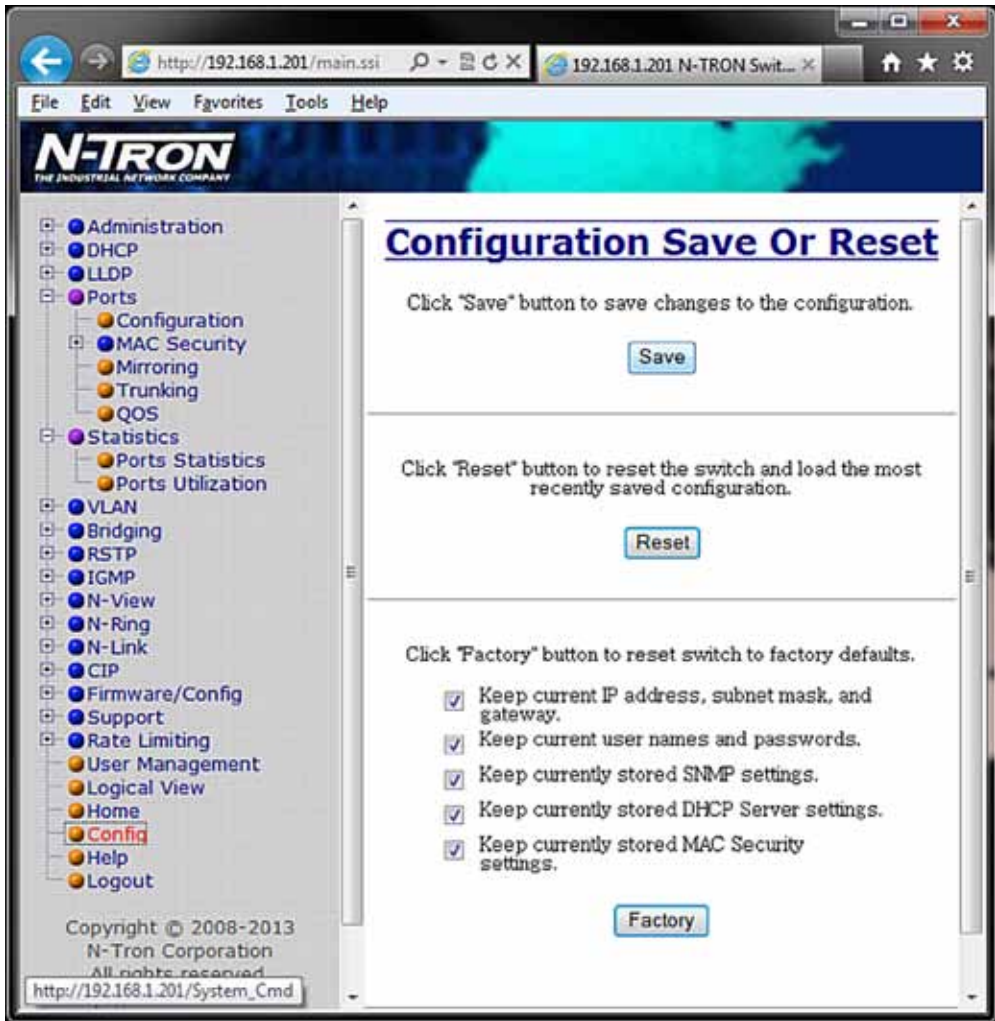 http://192.168.1.201/main.ssi
192.168.1.201 N-TRON Swit...
File Edit View Favorites Tools Help
N-TRON
THE INDUSTRIAL NETWORK COMPANY
Administration
DHCP
LLDP
Ports
Configuration
MAC Security
Mirroring
Trunking
QOS
Statistics
Ports Statistics
Ports Utilization
VLAN
Bridging
RSTP
IGMP
N-View
N-Ring
N-Link
CIP
Firmware/Config
Support
Rate Limiting
User Management
Logical View
Home
Config
Help
Logout
Copyright © 2008-2013
N-Tron Corporation
All rights reserved
http://192.168.1.201/System_Cmd
Configuration Save Or Reset
Click "Save" button to save changes to the configuration.
Save
Click "Reset" button to reset the switch and load the most
recently saved configuration.
Reset
Click "Factory" button to reset switch to factory defaults.
Keep current IP address, subnet mask, and
gateway.
Keep current user names and passwords.
Keep currently stored SNMP settings.
Keep currently stored DHCP Server settings.
Keep currently stored MAC Security
settings.
Factory